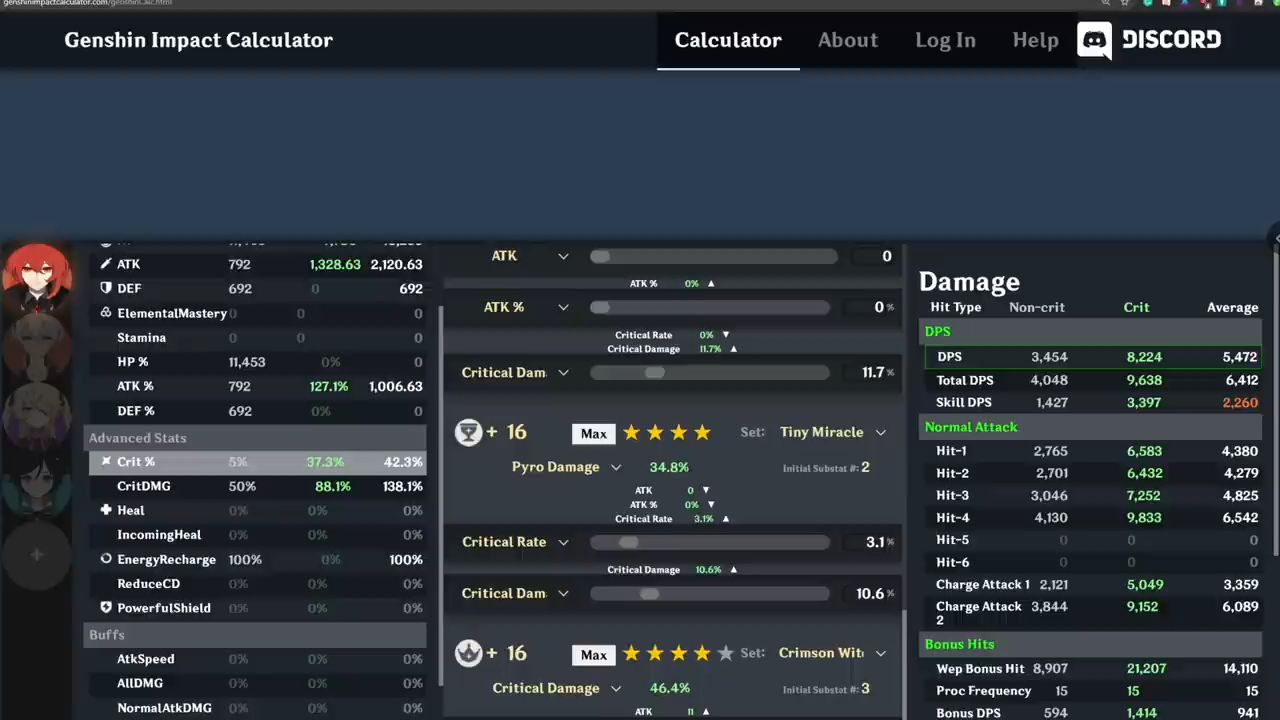 genshinimpactcalculator.com/genshinCalc.html
Genshin Impact Calculator
Calculator About Log In Help DISCORD
ATK 792 1,328.63 2,120.63
DEF 692 0 692
ElementalMastery 0 0 0
Stamina 0 0 0
HP % 11,453 0% 0
ATK % 792 127.1% 1,006.63
DEF % 692 0% 0
Advanced Stats
Crit % 5% 37.3% 42.3%
CritDMG 50% 88.1% 138.1%
Heal 0% 0% 0%
IncomingHeal 0% 0% 0%
EnergyRecharge 100% 0% 100%
ReduceCD 0% 0% 0%
PowerfulShield 0% 0% 0%
Buffs
AtkSpeed 0% 0% 0%
AllDMG 0% 0% 0%
NormalAtkDMG 0% 0% 0%
ATK 0
ATK % 0% ▲
ATK % 0 %
Critical Rate 0% ▼
Critical Damage 11.7% ▲
Critical Dam 11.7 %
+ 16 Max Set: Tiny Miracle
Pyro Damage 34.8% Initial Substat #: 2
ATK 0 ▼
ATK % 0% ▼
Critical Rate 3.1% ▲
Critical Rate 3.1 %
Critical Damage 10.6% ▲
Critical Dam 10.6 %
+ 16 Max Set: Crimson Wit
Critical Damage 46.4% Initial Substat #: 3
ATK 11 ▲
Damage
Hit Type Non-crit Crit Average
DPS
DPS 3,454 8,224 5,472
Total DPS 4,048 9,638 6,412
Skill DPS 1,427 3,397 2,260
Normal Attack
Hit-1 2,765 6,583 4,380
Hit-2 2,701 6,432 4,279
Hit-3 3,046 7,252 4,825
Hit-4 4,130 9,833 6,542
Hit-5 0 0 0
Hit-6 0 0 0
Charge Attack 1 2,121 5,049 3,359
Charge Attack 2 3,844 9,152 6,089
Bonus Hits
Wep Bonus Hit 8,907 21,207 14,110
Proc Frequency 15 15 15
Bonus DPS 594 1,414 941